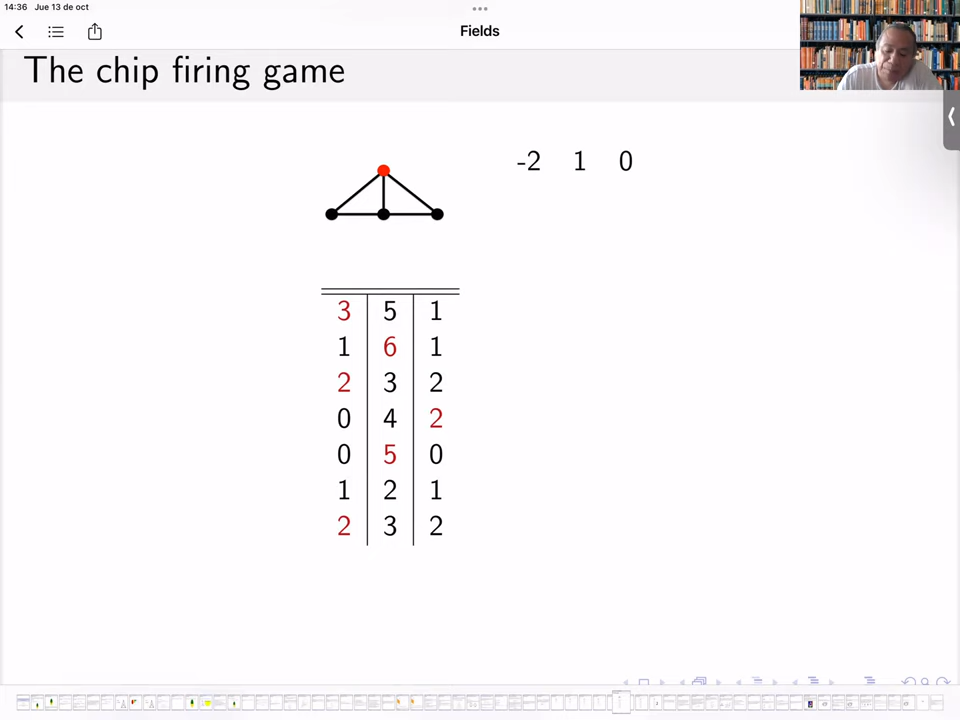 14:36 Jue 13 de oct
Fields
The chip firing game
-2 1 0
3 5 1
1 6 1
2 3 2
0 4 2
0 5 0
1 2 1
2 3 2